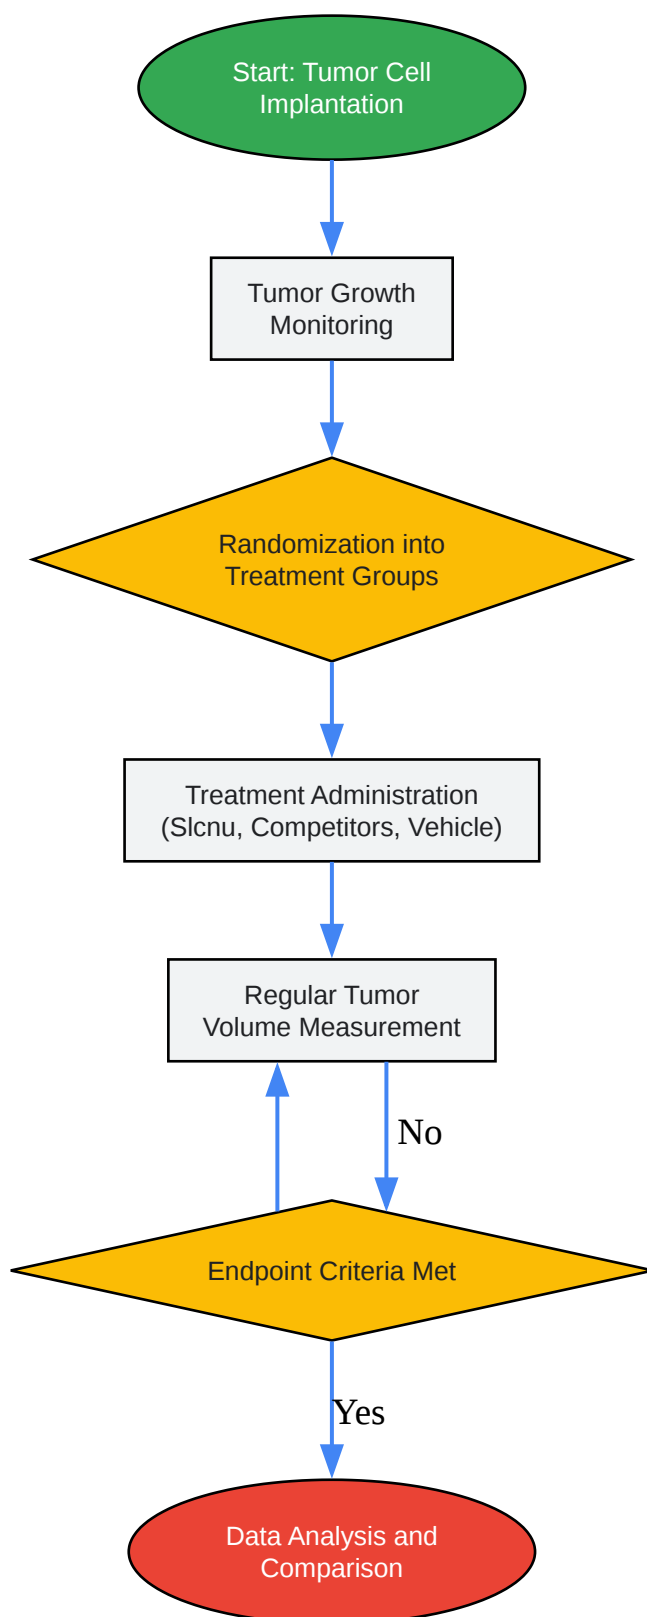 Start: Tumor Cell
Implantation
Tumor Growth
Monitoring
Randomization into
Treatment Groups
Treatment Administration
(Slcnu, Competitors, Vehicle)
Regular Tumor
Volume Measurement
No
Endpoint Criteria Met
Yes
Data Analysis and
Comparison